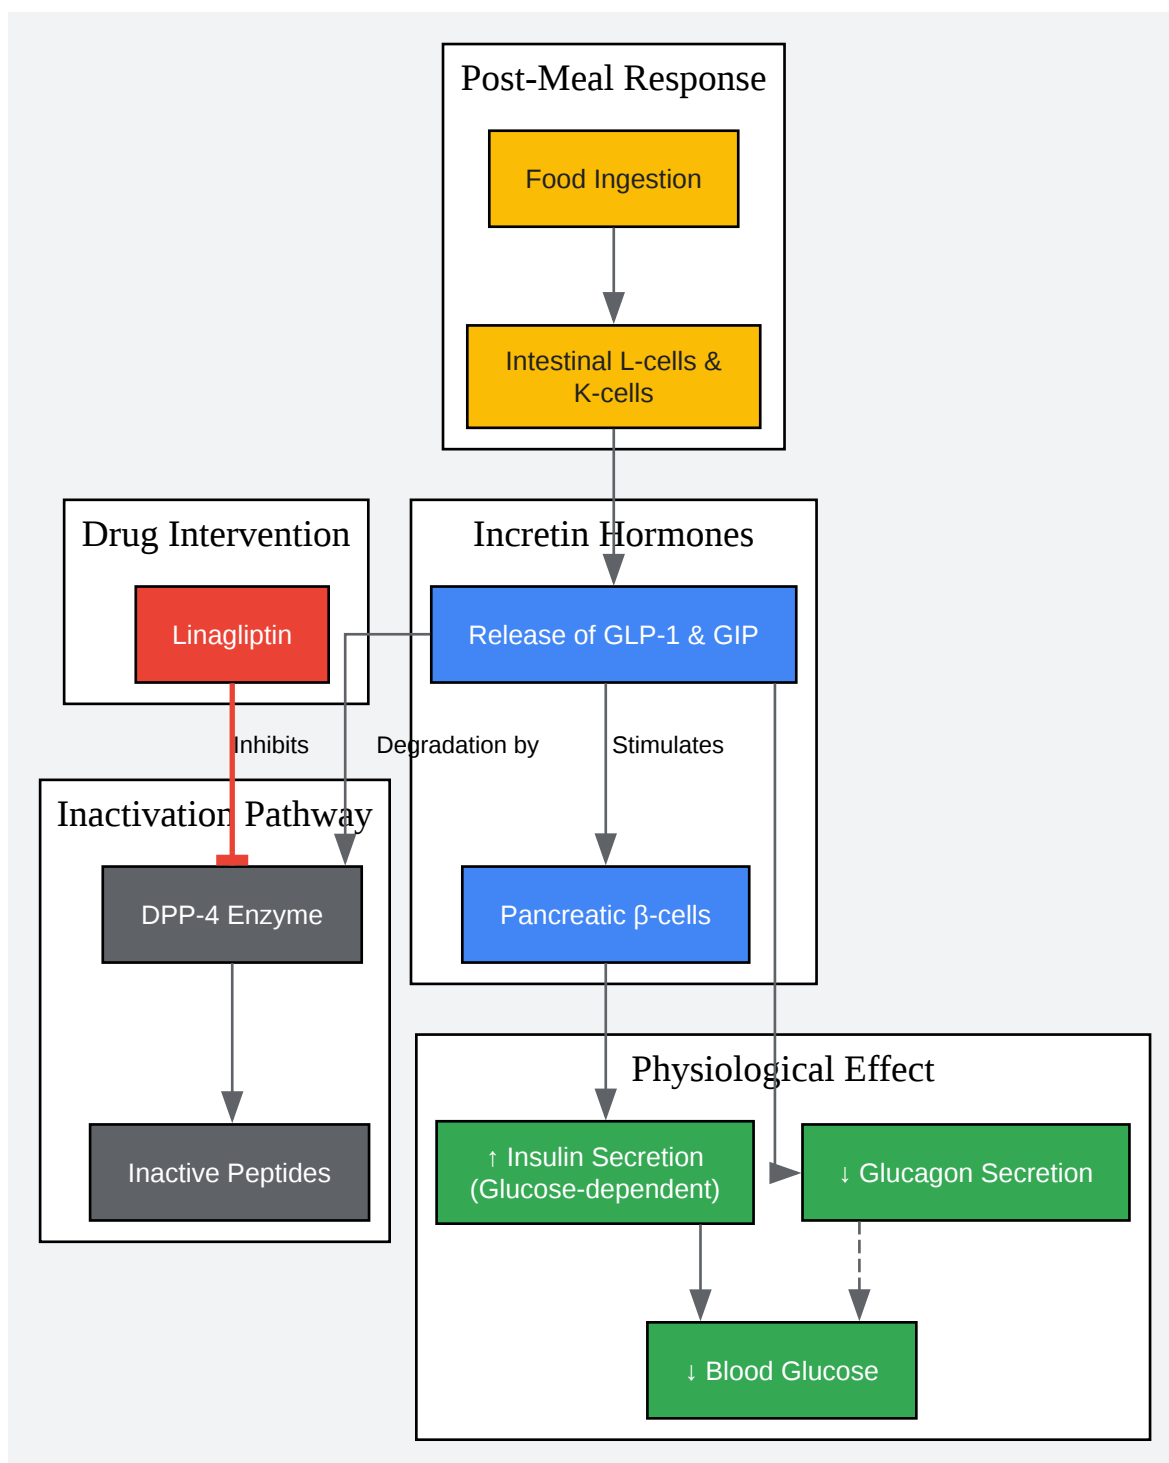 Post-Meal Response
Food Ingestion
Intestinal L-cells &
K-cells
Drug Intervention
Linagliptin
Incretin Hormones
Release of GLP-1 & GIP
Inhibits
Degradation by
Stimulates
Inactivation Pathway
DPP-4 Enzyme
Pancreatic β-cells
Inactive Peptides
Physiological Effect
↑ Insulin Secretion
(Glucose-dependent)
↓ Glucagon Secretion
↓ Blood Glucose